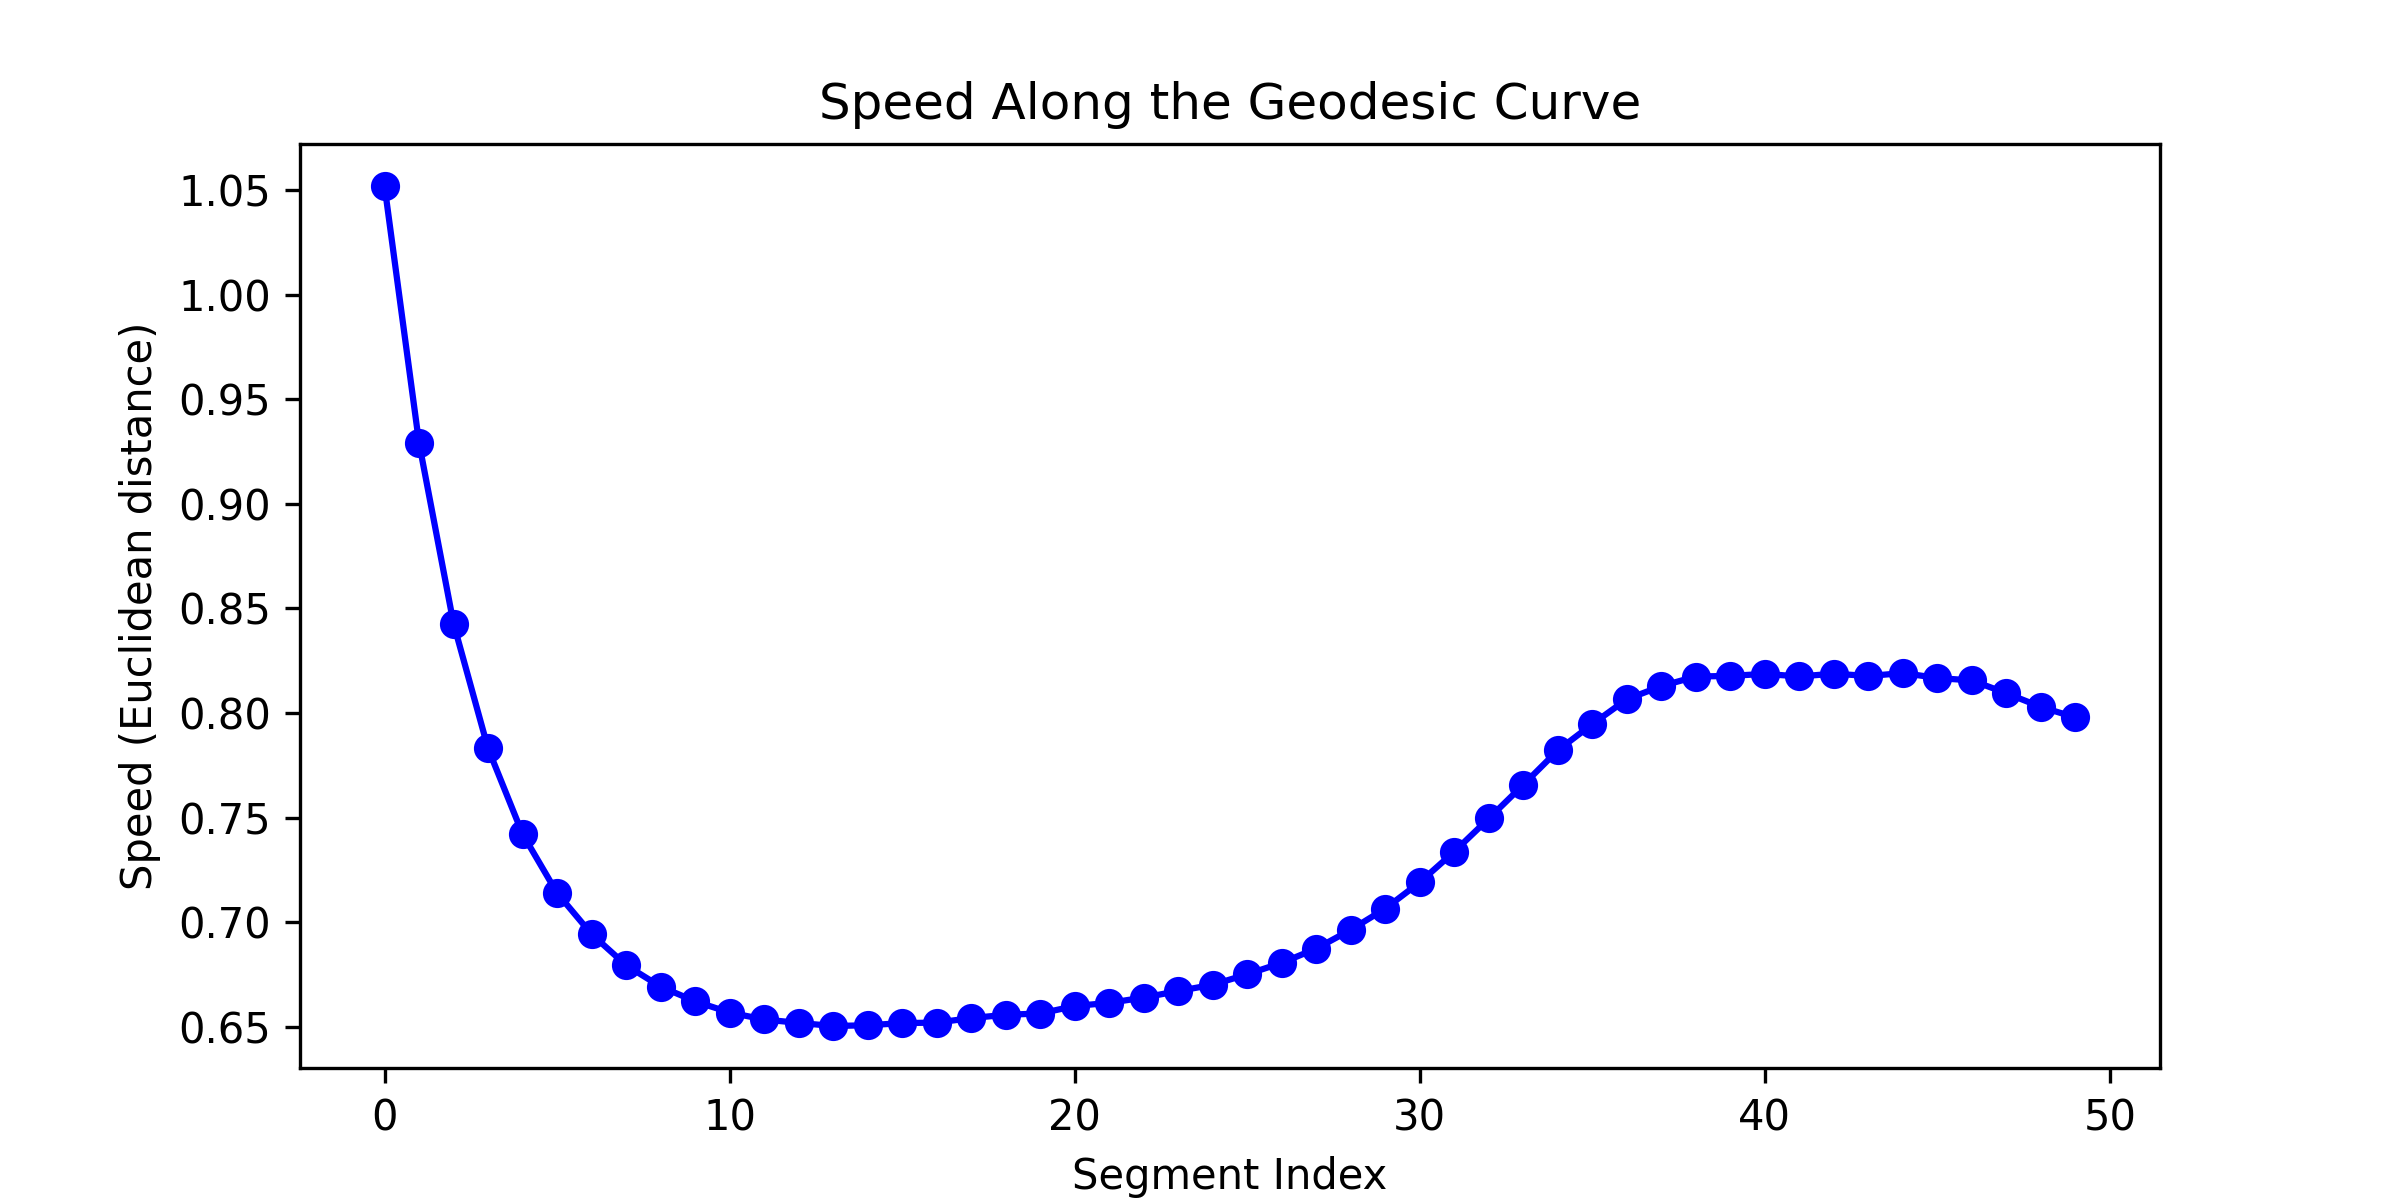 Speed Along the Geodesic Curve
Speed (Euclidean distance)
1.05
1.00
0.95
0.90
0.85
0.80
0.75
0.70
0.65
0 10 20 30 40 50
Segment Index